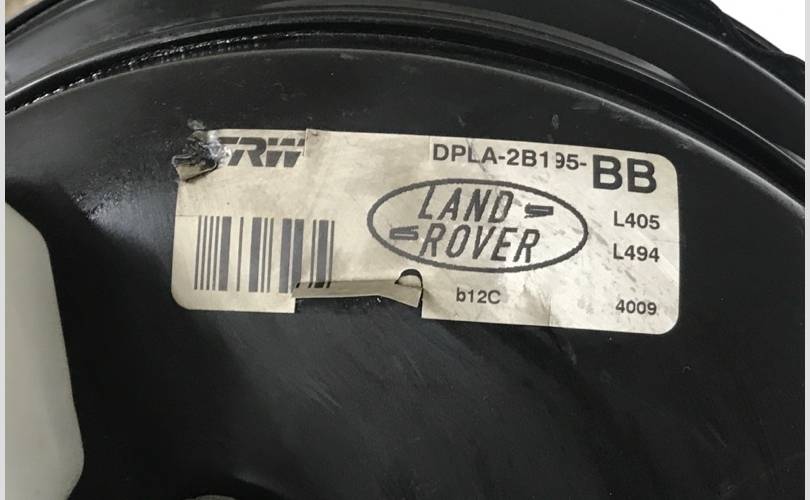 TRW
DPLA-2B195-BB
LAND
ROVER
L405
L494
b12C
4009